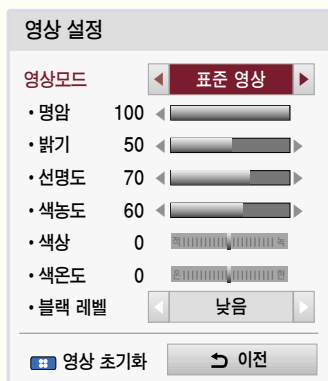 영상 설정
영상모드 ◀ 표준 영상 ▶
• 명암 100
• 밝기 50
• 선명도 70
• 색농도 60
• 색상 0 적 녹
• 색온도 0 온 한
• 블랙 레벨 낮음
영상 초기화 이전